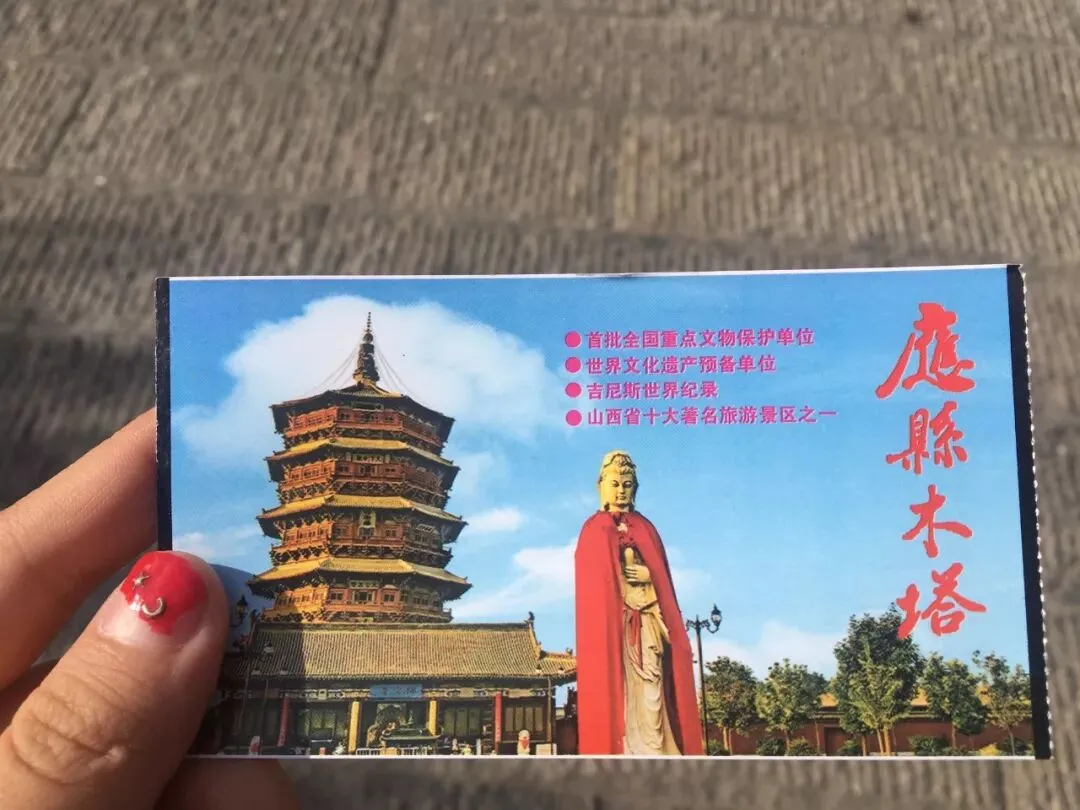 首批全国重点文物保护单位
世界文化遗产预备单位
吉尼斯世界纪录
山西省十大著名旅游景区之一
應縣木塔